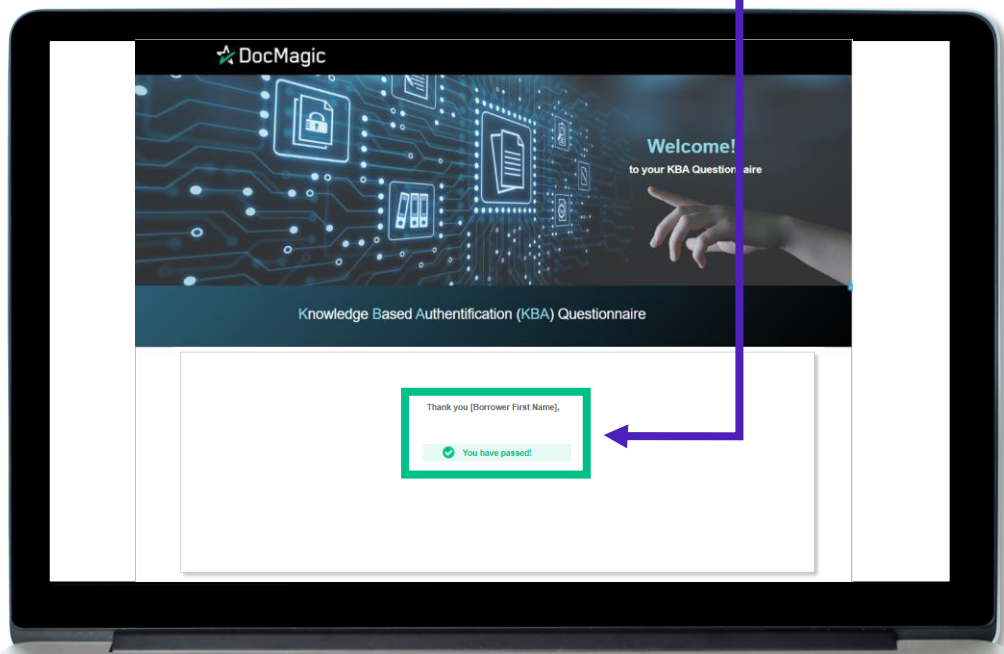 DocMagic
Welcome!
to your KBA Questionnaire
Knowledge Based Authentification (KBA) Questionnaire
Thank you [Borrower First Name],
You have passed!